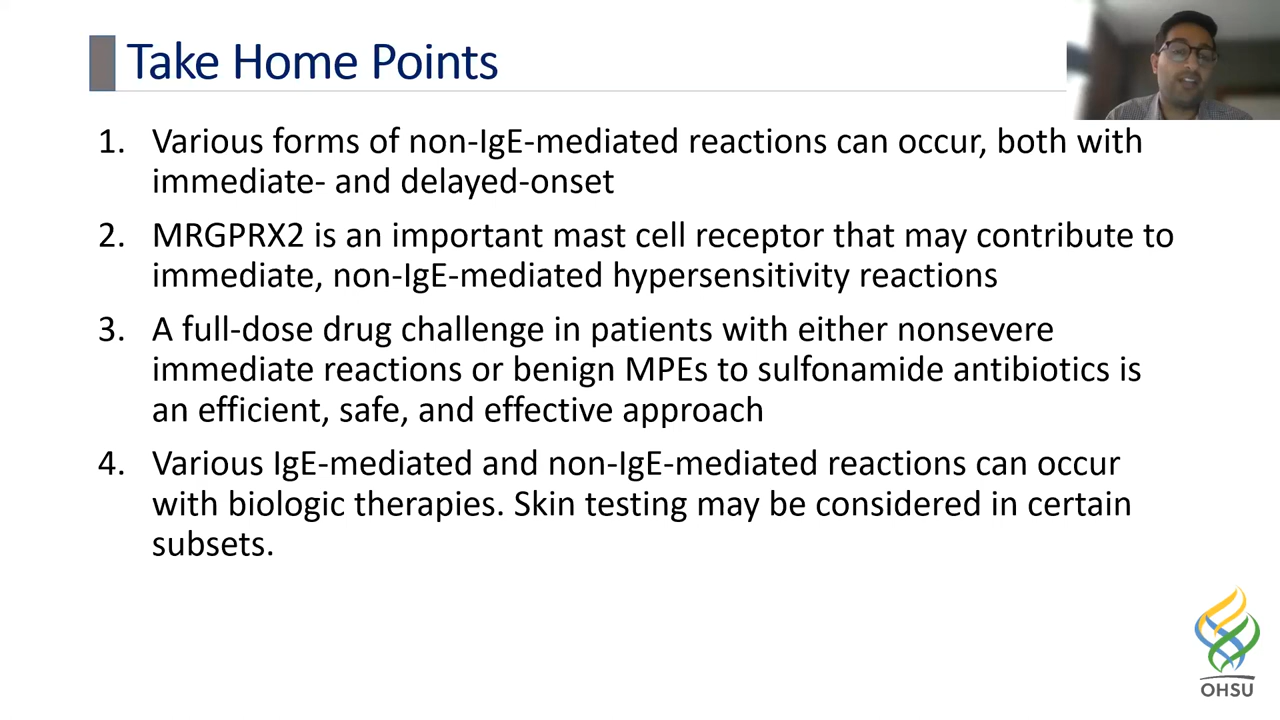 Take Home Points
1. Various forms of non-IgE-mediated reactions can occur, both with
immediate- and delayed-onset
2. MRGPRX2 is an important mast cell receptor that may contribute to
immediate, non-IgE-mediated hypersensitivity reactions
3. A full-dose drug challenge in patients with either nonsevere
immediate reactions or benign MPEs to sulfonamide antibiotics is
an efficient, safe, and effective approach
4. Various IgE-mediated and non-IgE-mediated reactions can occur
with biologic therapies. Skin testing may be considered in certain
subsets.
OHSU